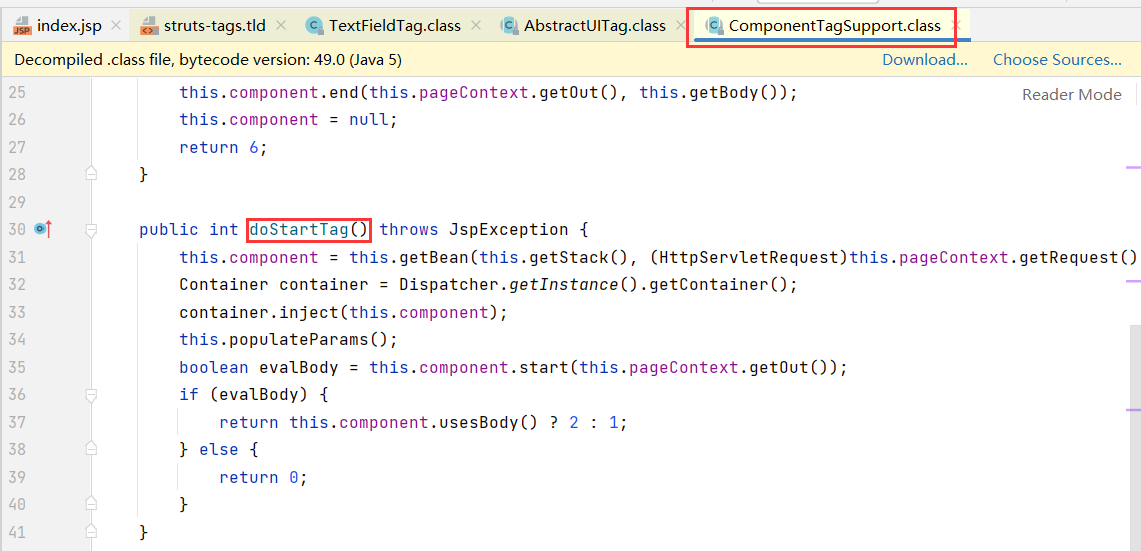 index.jsp struts-tags.tld TextFieldTag.class AbstractUITag.class ComponentTagSupport.class
Decompiled .class file, bytecode version: 49.0 (Java 5) Download... Choose Sources...
Reader Mode
25 this.component.end(this.pageContext.getOut(), this.getBody());
26 this.component = null;
27 return 6;
28 }
29
30 public int doStartTag() throws JspException {
31 this.component = this.getBean(this.getStack(), (HttpServletRequest)this.pageContext.getRequest()
32 Container container = Dispatcher.getInstance().getContainer();
33 container.inject(this.component);
34 this.populateParams();
35 boolean evalBody = this.component.start(this.pageContext.getOut());
36 if (evalBody) {
37 return this.component.usesBody() ? 2 : 1;
38 } else {
39 return 0;
40 }
41 }